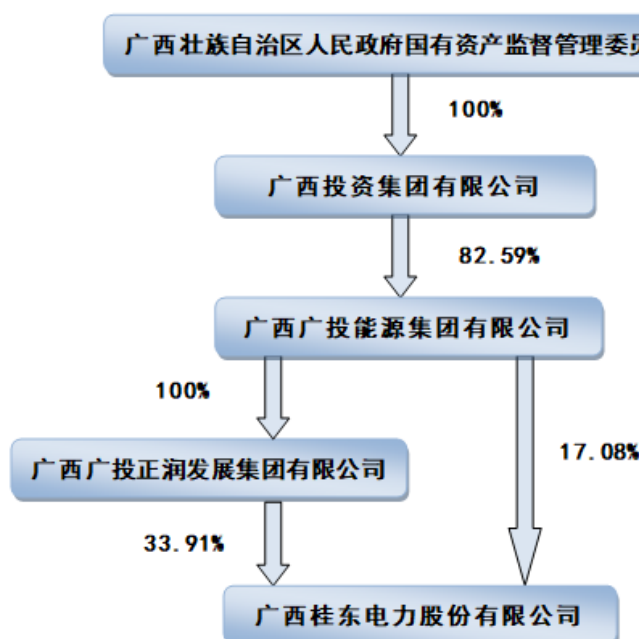 广西壮族自治区人民政府国有资产监督管理委员
100%
广西投资集团有限公司
82.59%
广西广投能源集团有限公司
100%
17.08%
广西广投正润发展集团有限公司
33.91%
广西桂东电力股份有限公司